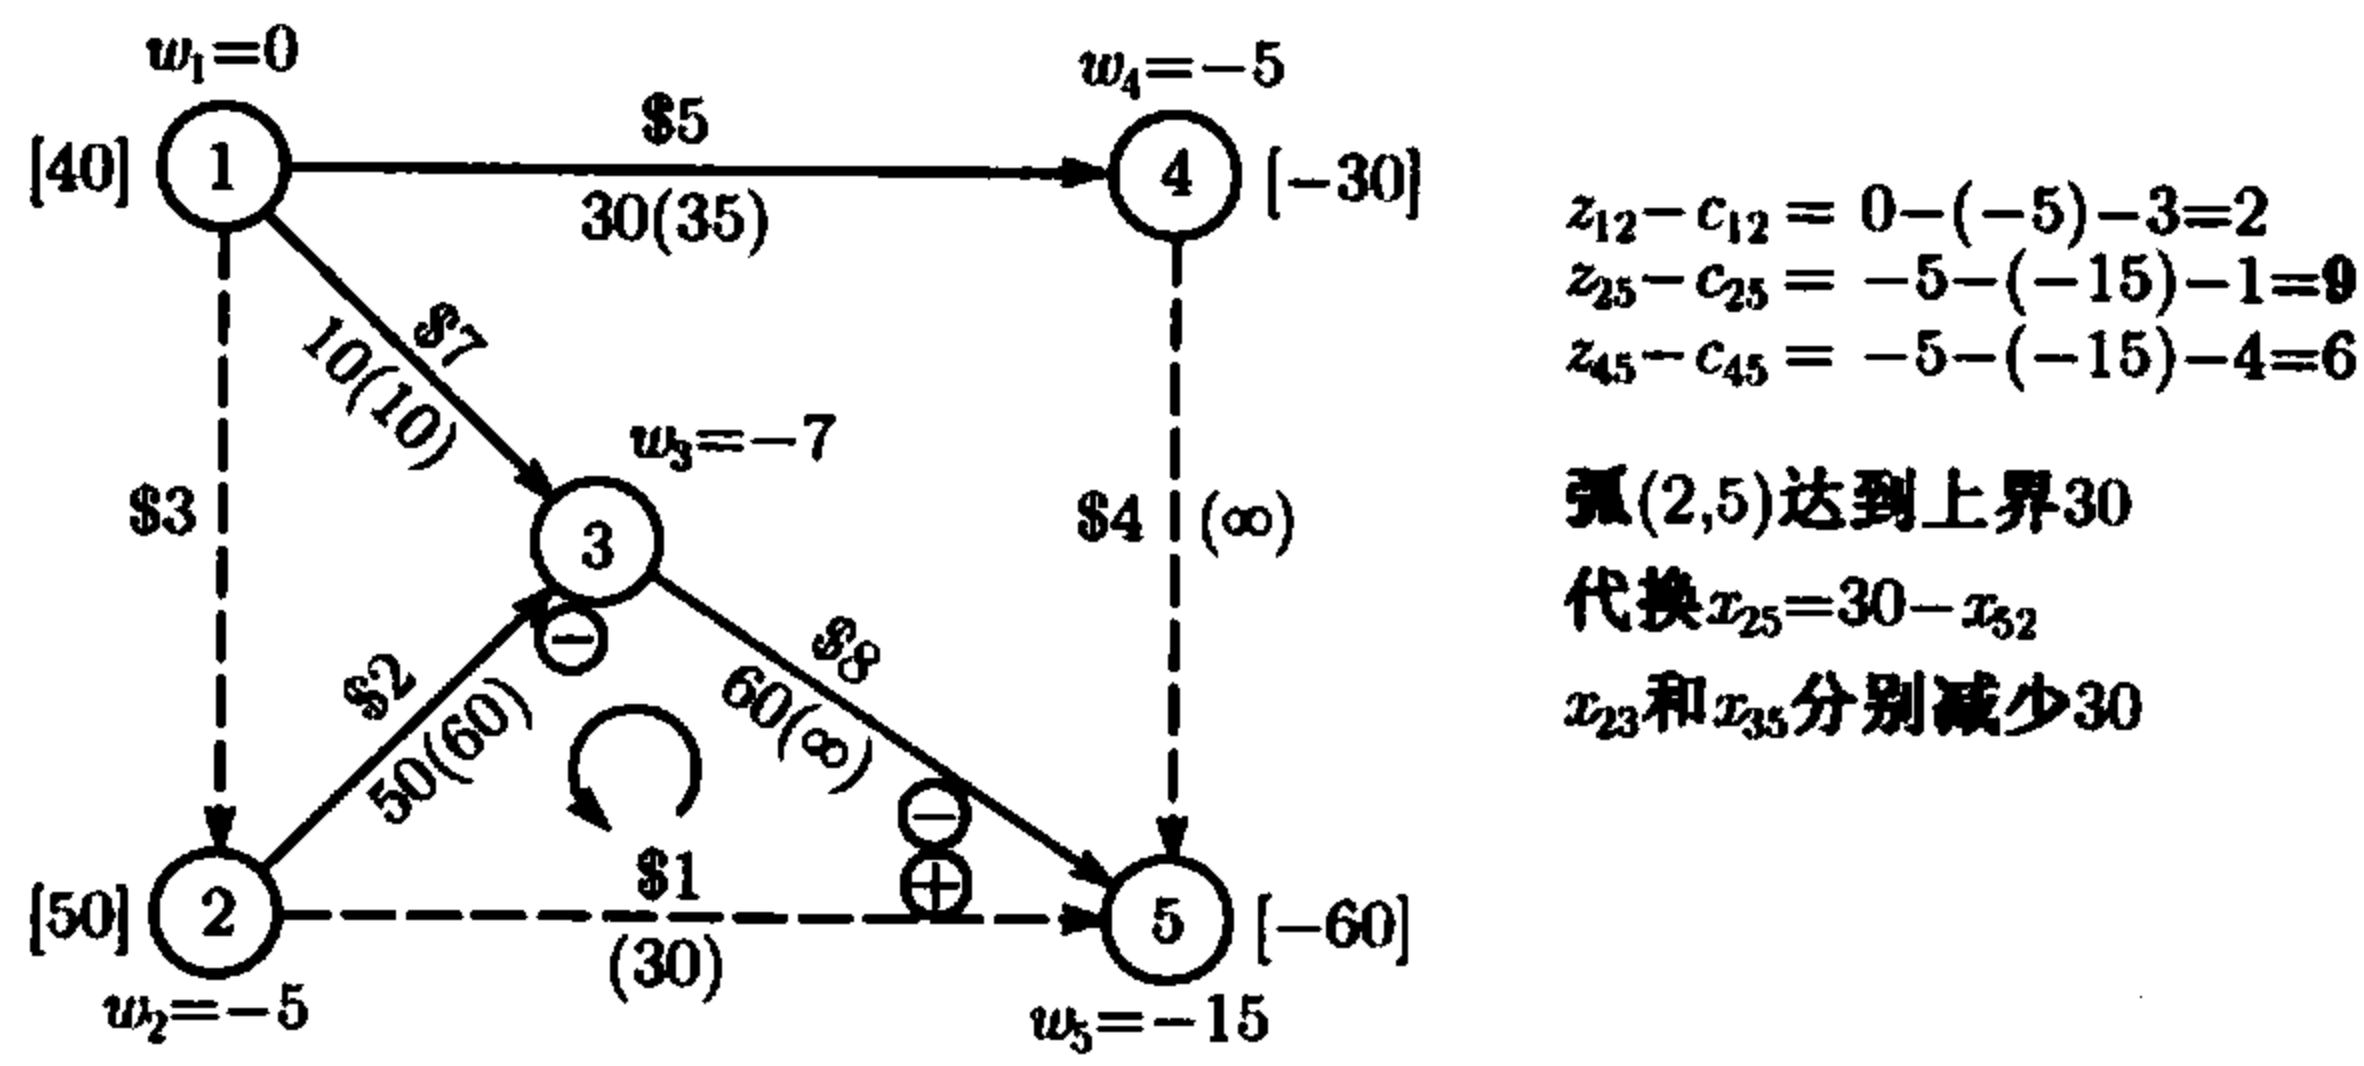 w₁=0
w₄=−5
$5
[40]
1
4
[−30]
30(35)
$7
10(10)
w₃=−7
$3
$4
(∞)
3
−
$2
50(60)
$8
60(∞)
−
+
$1
[50]
2
5
[−60]
(30)
w₂=−5
w₅=−15
z₁₂−c₁₂ = 0−(−5)−3=2
z₂₅−c₂₅ = −5−(−15)−1=9
z₄₅−c₄₅ = −5−(−15)−4=6
弧(2,5)达到上界30
代换x₂₅=30−x₅₂
x₂₃和x₃₅分别减少30